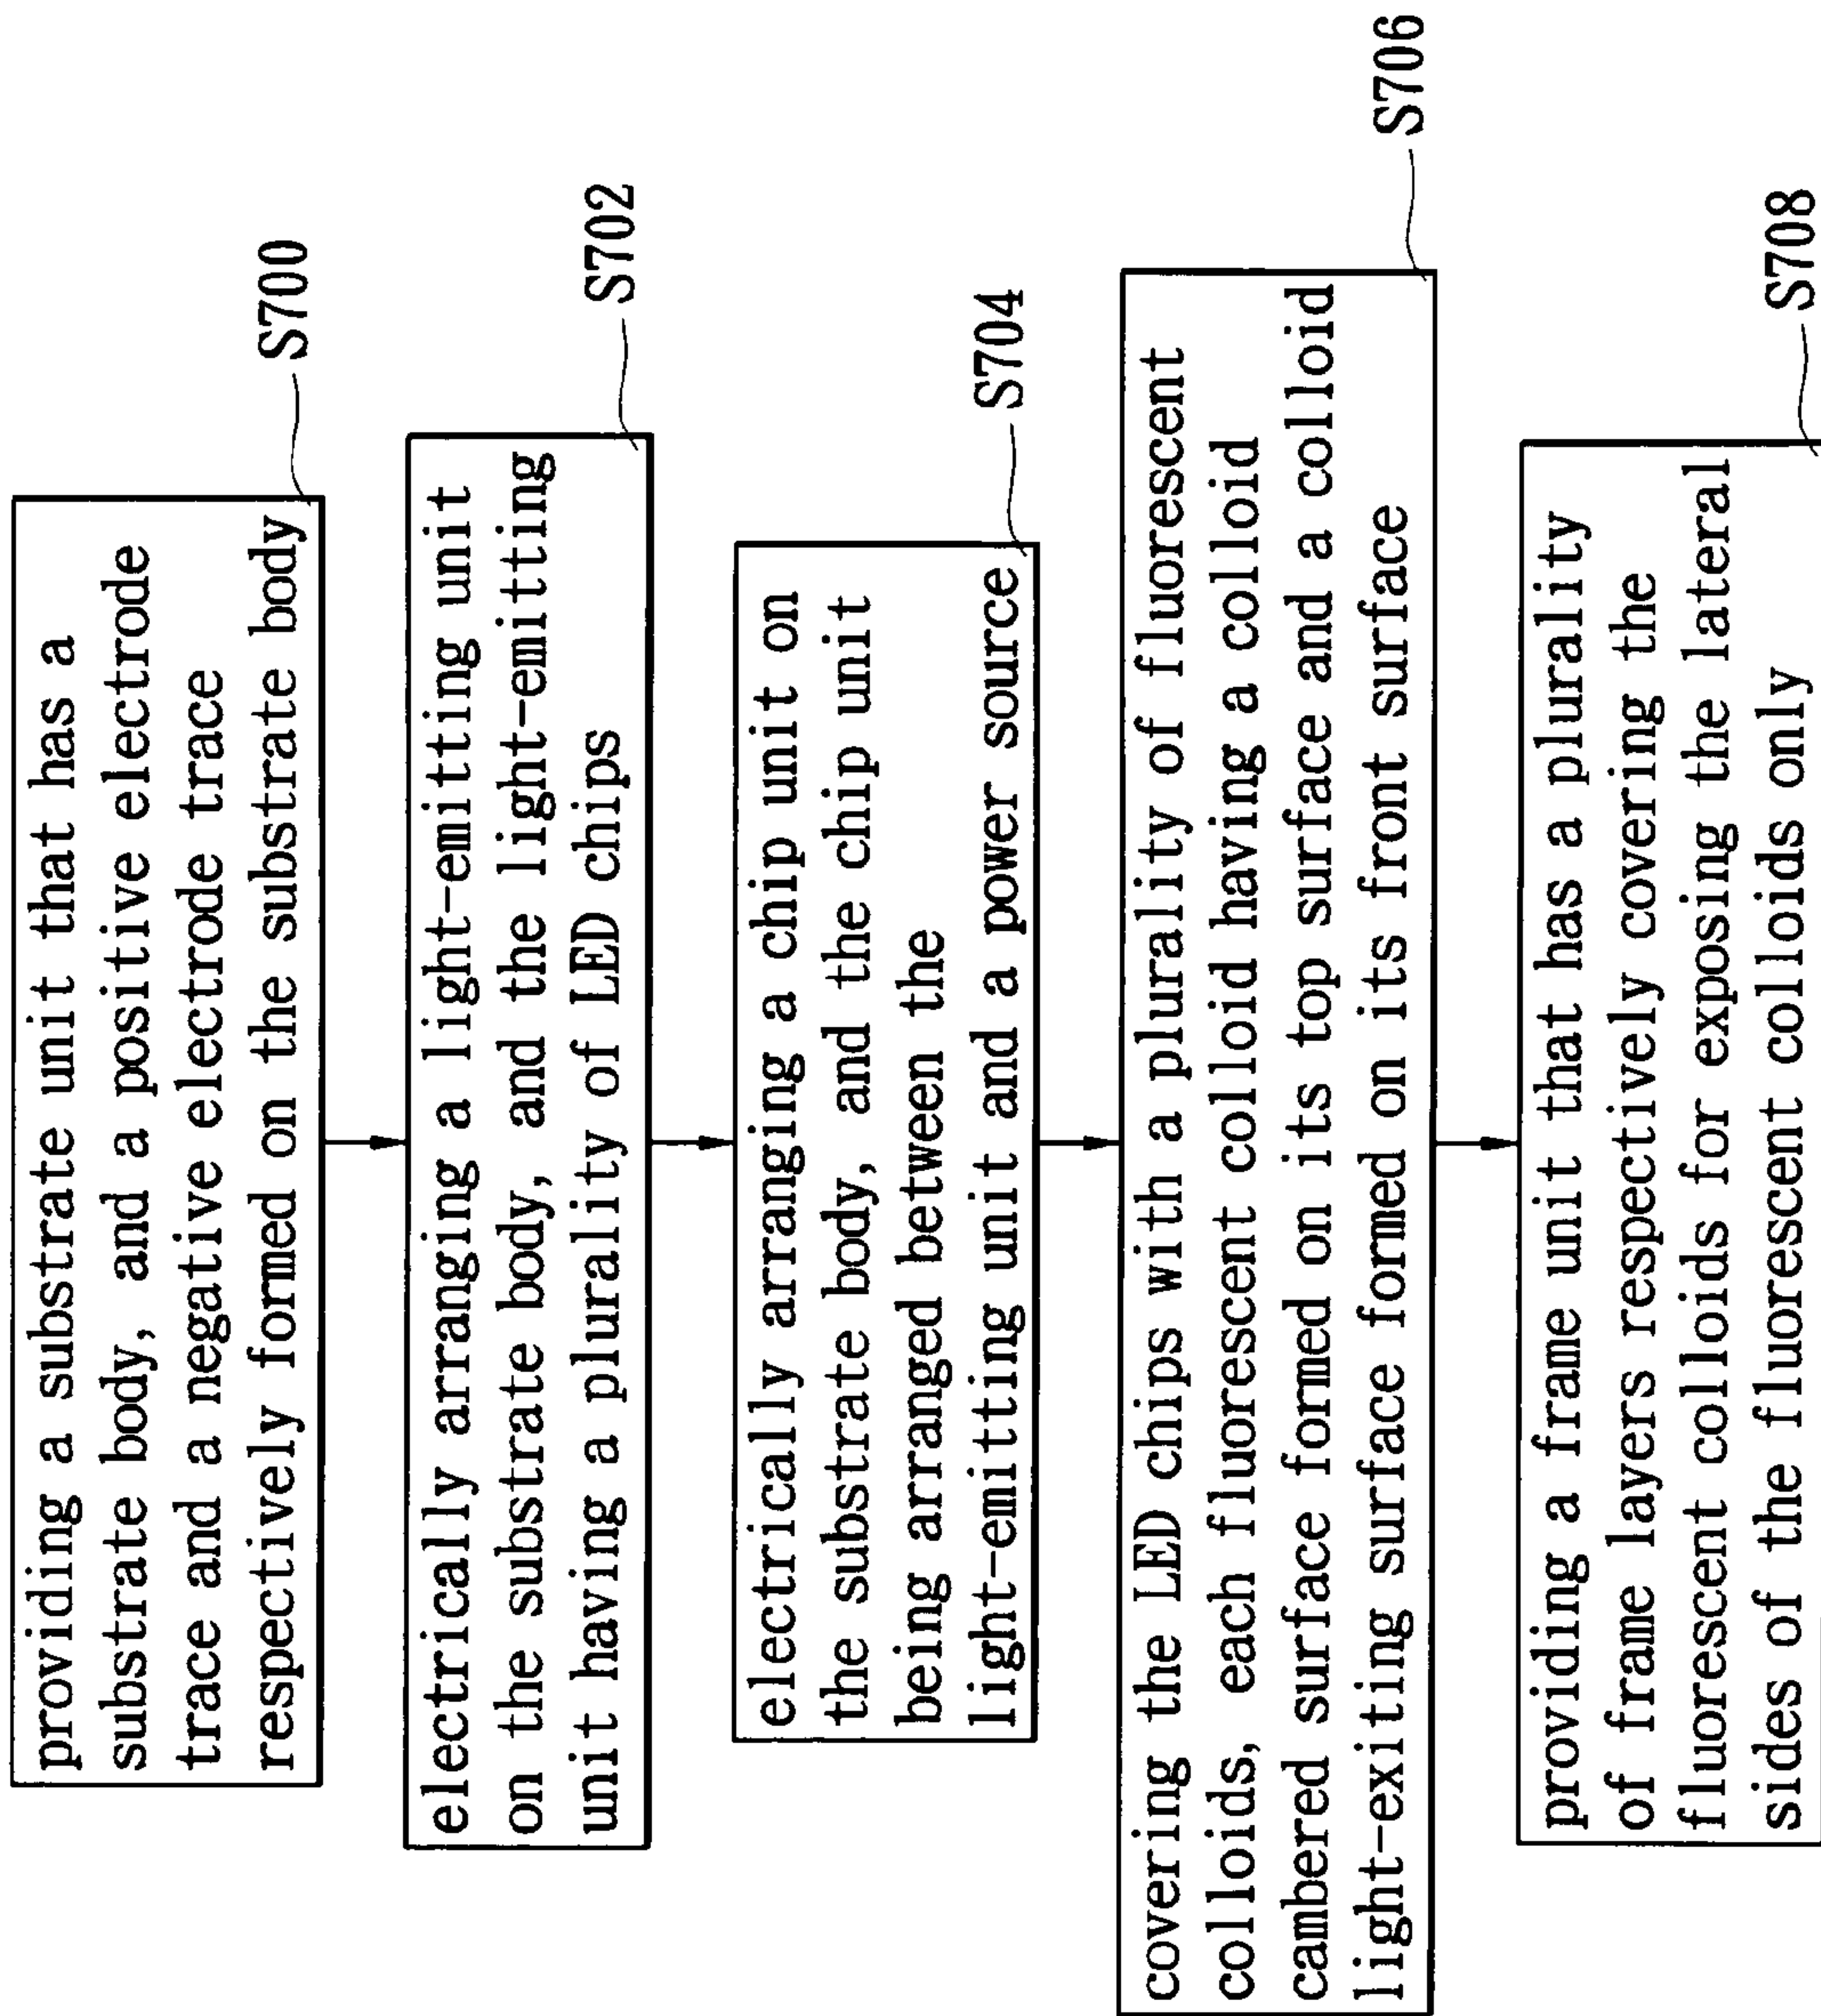 providing a substrate unit that has a
substrate body, and a positive electrode
trace and a negative electrode trace
respectively formed on the substrate body
S700
electrically arranging a light-emitting unit
on the substrate body, and the light-emitting
unit having a plurality of LED chips
S702
electrically arranging a chip unit on
the substrate body, and the chip unit
being arranged between the
light-emitting unit and a power source
S704
covering the LED chips with a plurality of fluorescent
colloids, each fluorescent colloid having a colloid
cambered surface formed on its top surface and a colloid
light-exiting surface formed on its front surface
S706
providing a frame unit that has a plurality
of frame layers respectively covering the
fluorescent colloids for exposing the lateral
sides of the fluorescent colloids only
S708